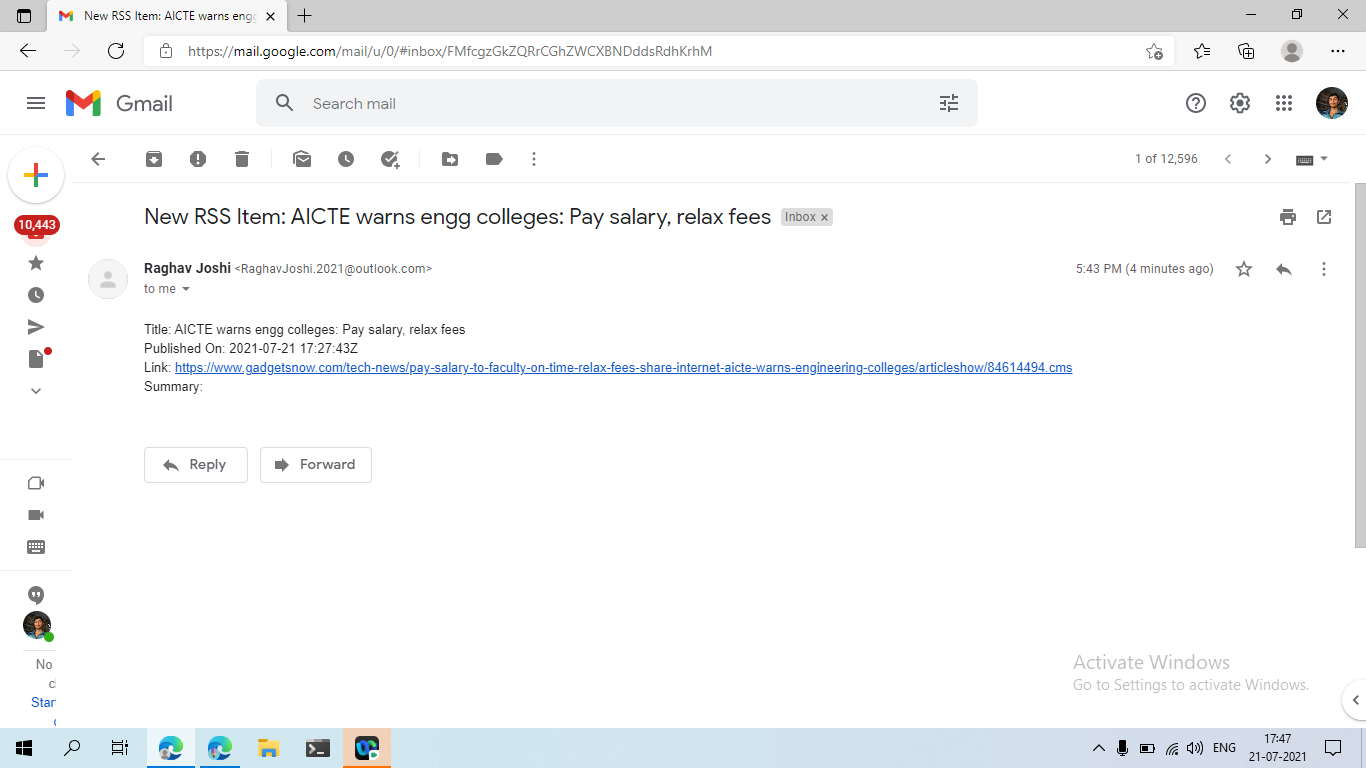 New RSS Item: AICTE warns engg
https://mail.google.com/mail/u/0/#inbox/FMfcgzGkZQRrCGhZWCXBNDddsRdhKrhM
Gmail
Search mail
1 of 12,596
10,443
New RSS Item: AICTE warns engg colleges: Pay salary, relax fees
Inbox x
Raghav Joshi <RaghavJoshi.2021@outlook.com>
5:43 PM (4 minutes ago)
to me
Title: AICTE warns engg colleges: Pay salary, relax fees
Published On: 2021-07-21 17:27:43Z
Link: https://www.gadgetsnow.com/tech-news/pay-salary-to-faculty-on-time-relax-fees-share-internet-aicte-warns-engineering-colleges/articleshow/84614494.cms
Summary:
Reply
Forward
No
Star
Activate Windows
Go to Settings to activate Windows.
ENG
17:47
21-07-2021